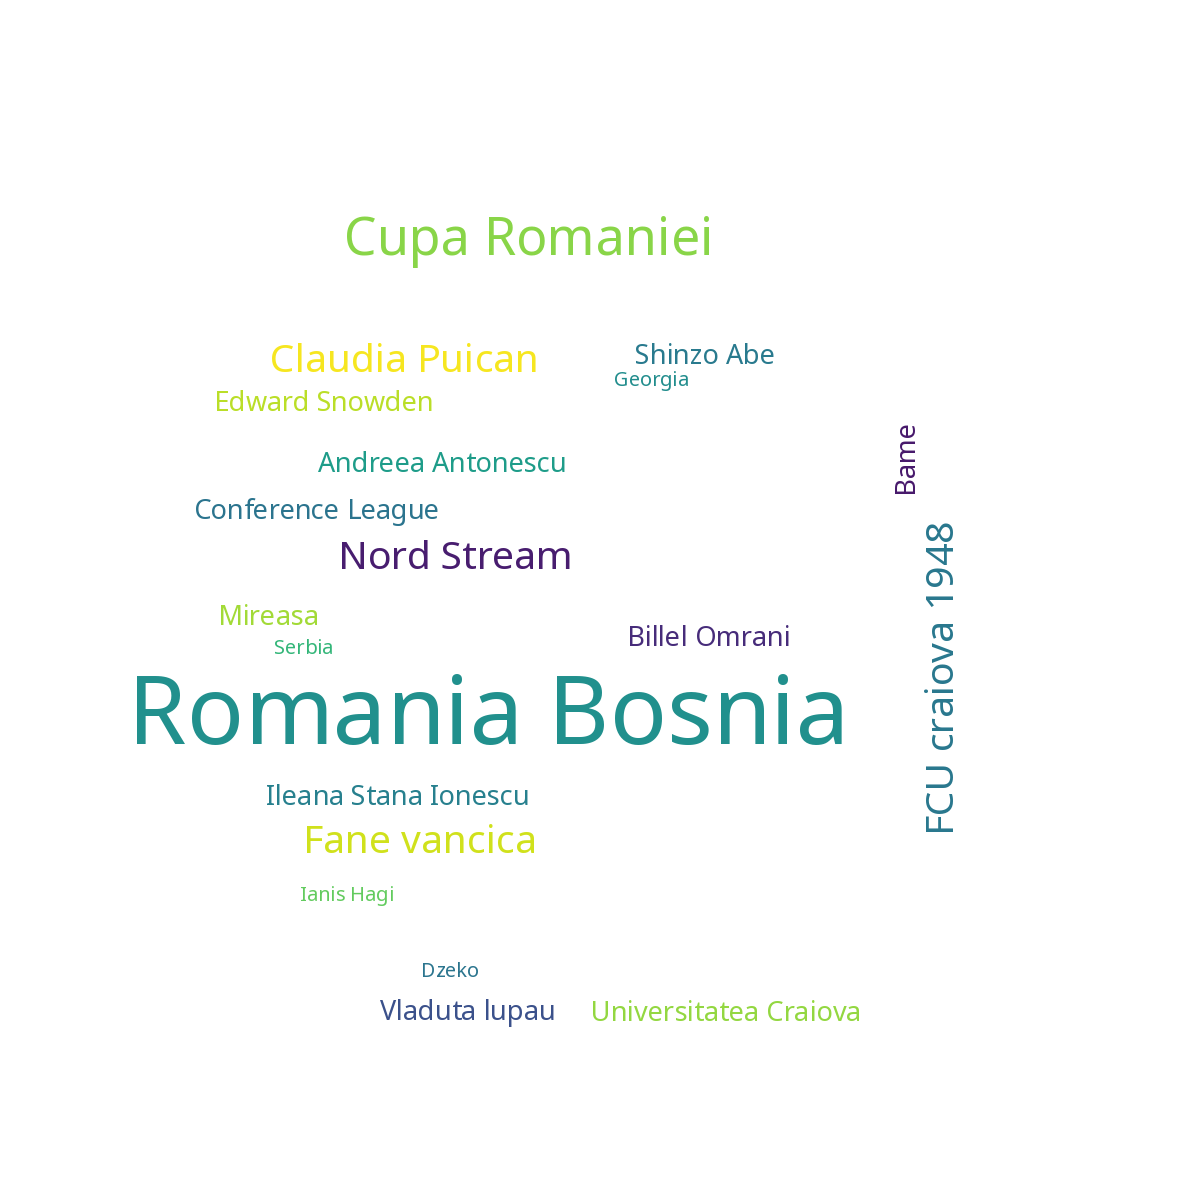 Cupa Romaniei
Claudia Puican
Shinzo Abe
Georgia
Edward Snowden
Bame
Andreea Antonescu
Conference League
FCU craiova 1948
Nord Stream
Mireasa
Billel Omrani
Serbia
Romania Bosnia
Ileana Stana Ionescu
Fane vancica
Ianis Hagi
Dzeko
Vladuta lupau
Universitatea Craiova